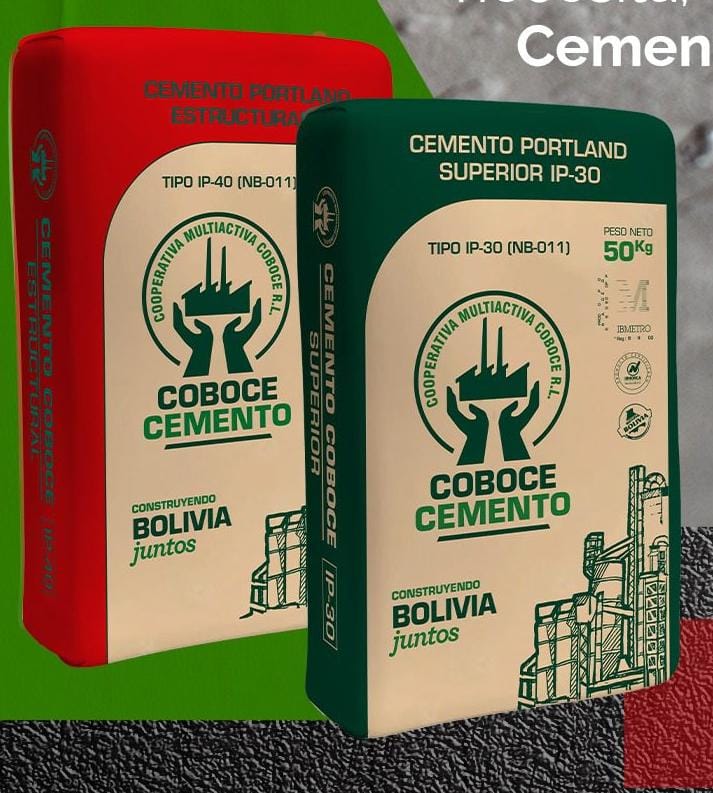 Cemen
CEMENTO PORTLAND
ESTRUCTURAL
TIPO IP-40 (NB-011)
COOPERATIVA MULTIACTIVA COBOCE R.L.
COBOCE
CEMENTO
CONSTRUYENDO
BOLIVIA
juntos
CEMENTO COBOCE IP-40
ESTRUCTURAL
CEMENTO PORTLAND
SUPERIOR IP-30
TIPO IP-30 (NB-011)
PESO NETO
50Kg
IBMETRO
BOLIVIA
COOPERATIVA MULTIACTIVA COBOCE R.L.
COBOCE
CEMENTO
CONSTRUYENDO
BOLIVIA
juntos
CEMENTO COBOCE IP-30
SUPERIOR